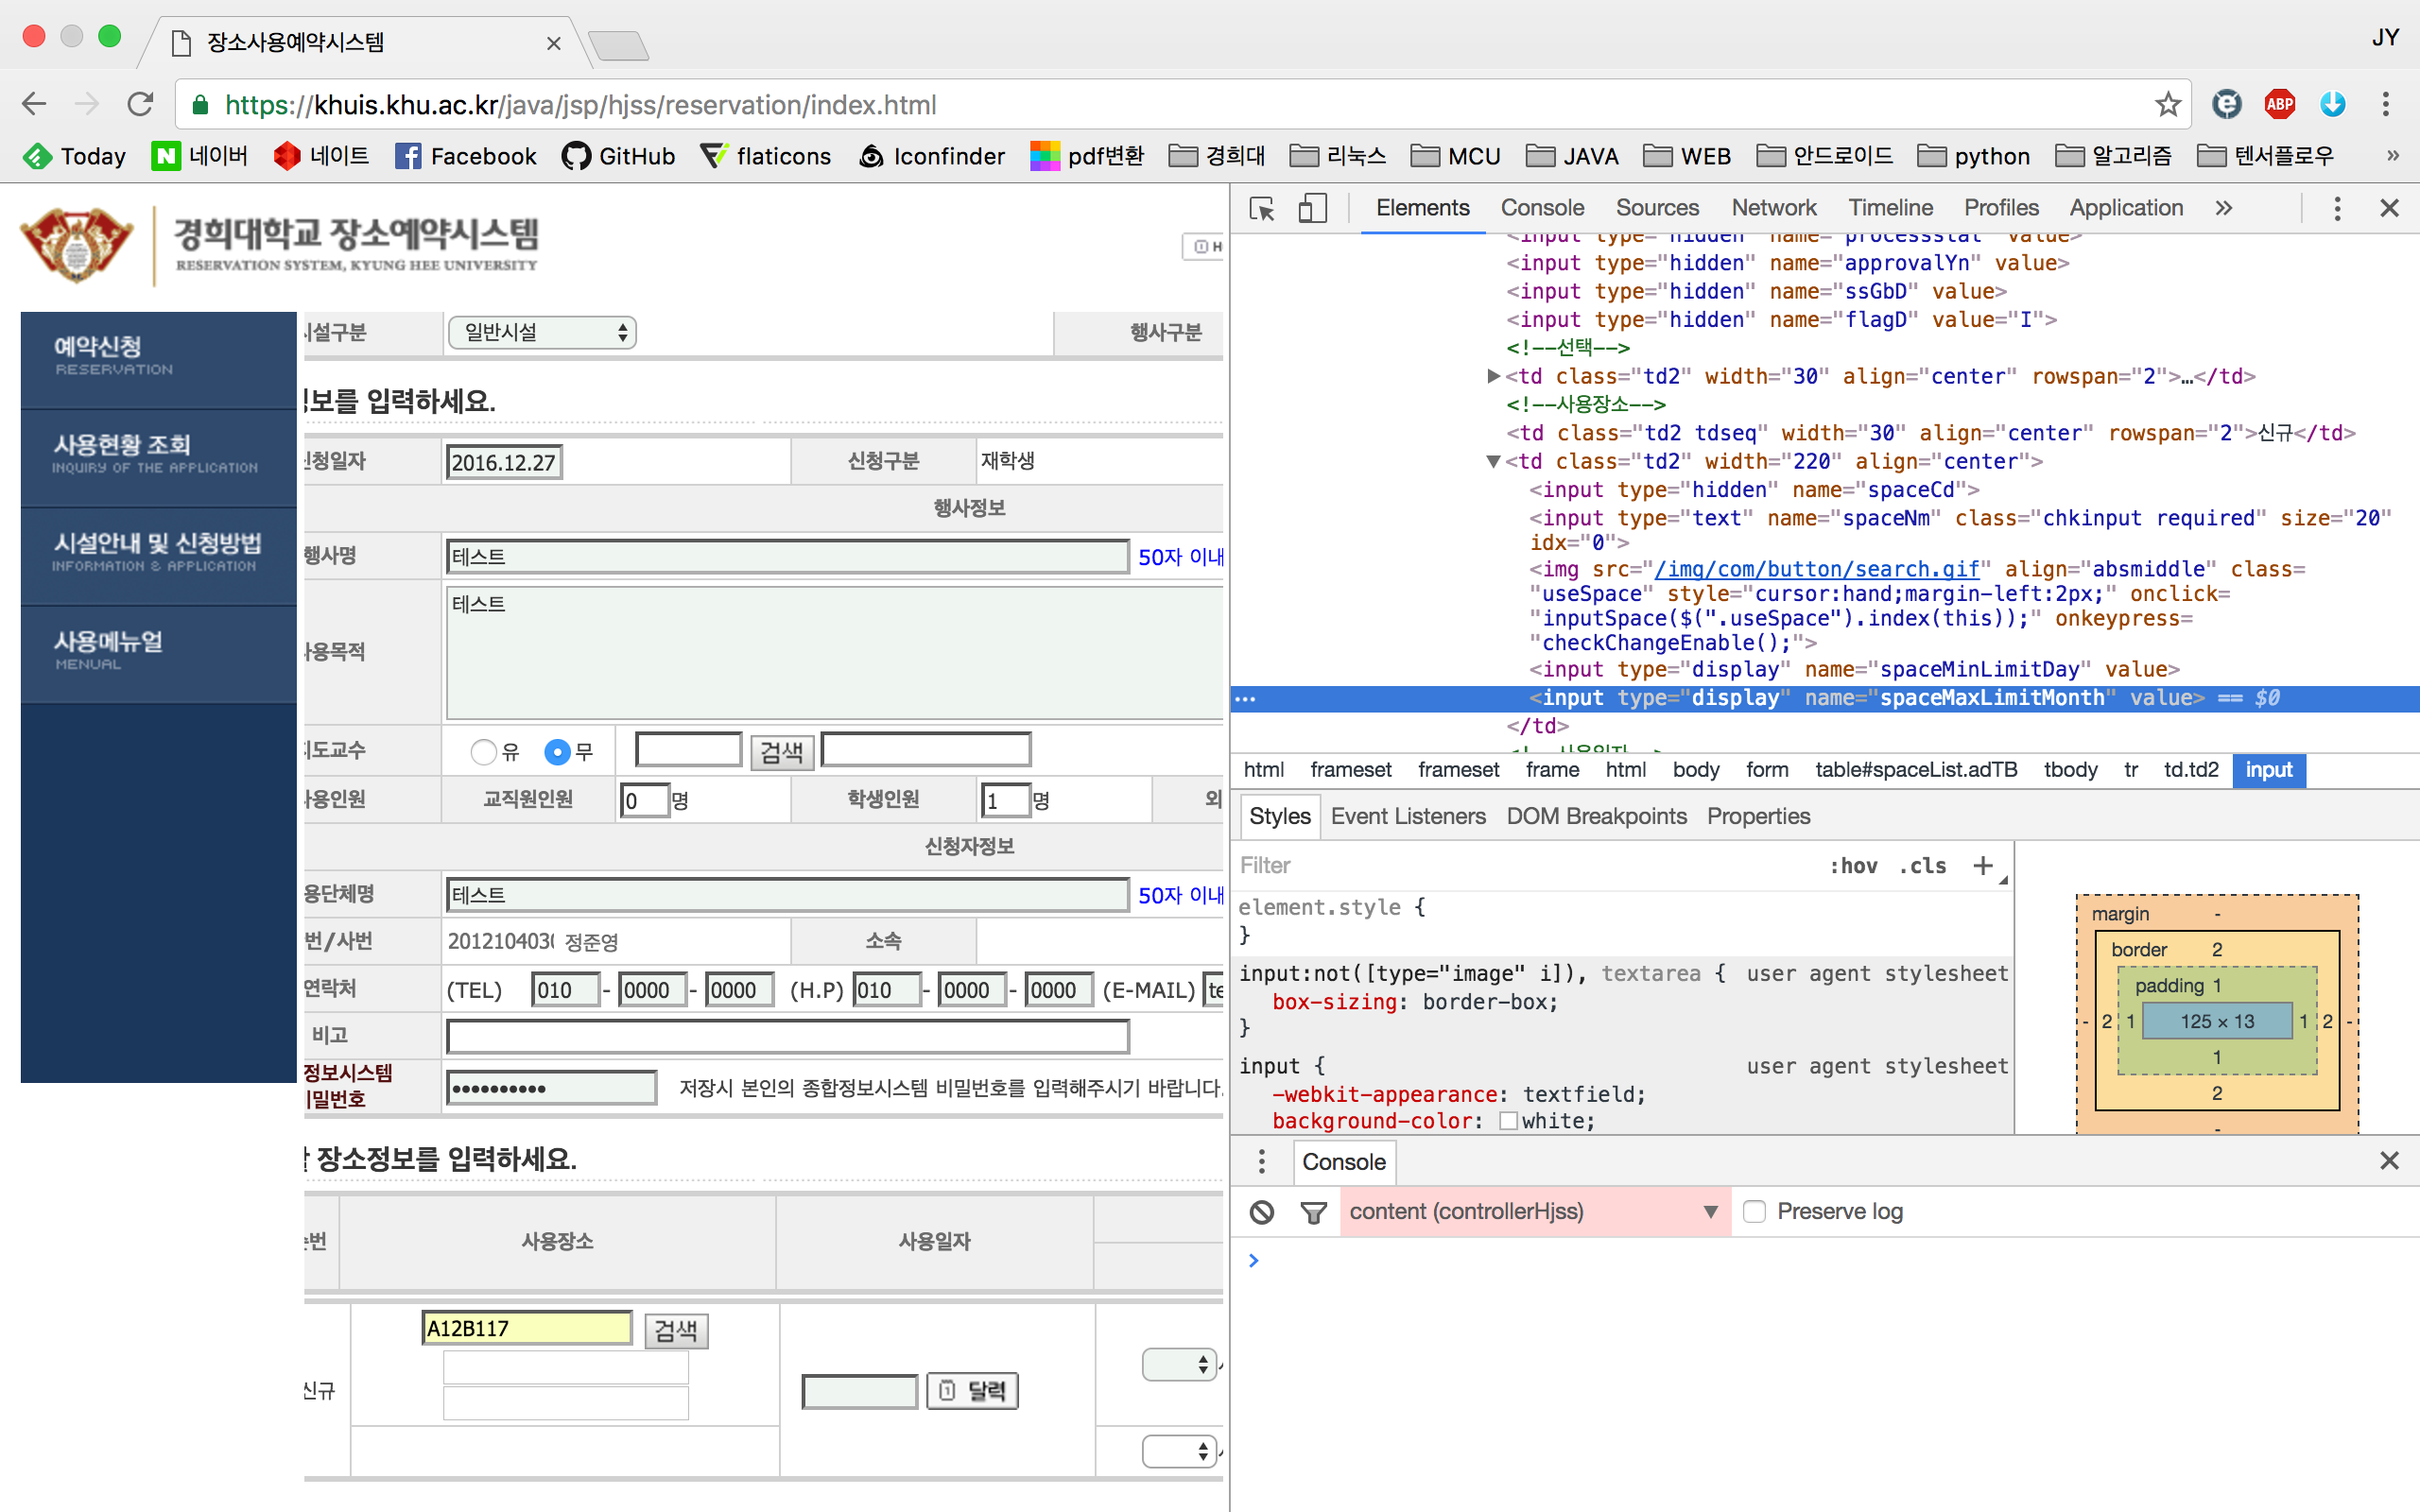 장소사용예약시스템
JY
https://khuis.khu.ac.kr/java/jsp/hjss/reservation/index.html
ABP
Today 네이버 네이트 Facebook GitHub flaticons Iconfinder pdf변환 경희대 리눅스 MCU JAVA WEB 안드로이드 python 알고리즘 텐서플로우 »
경희대학교 장소예약시스템
RESERVATION SYSTEM, KYUNG HEE UNIVERSITY
예약신청
RESERVATION
사용현황 조회
INQUIRY OF THE APPLICATION
시설안내 및 신청방법
INFORMATION & APPLICATION
사용메뉴얼
MENUAL
시설구분 일반시설 행사구분
정보를 입력하세요.
신청일자 2016.12.27 신청구분 재학생
행사정보
행사명 테스트 50자 이내
사용목적 테스트
지도교수 유 무 검색
사용인원 교직원인원 0 명 학생인원 1 명 외
신청자정보
용단체명 테스트 50자 이내
번/사번 201210403 정준영 소속
연락처 (TEL) 010 - 0000 - 0000 (H.P) 010 - 0000 - 0000 (E-MAIL) te
비고
정보시스템
비밀번호 •••••••••• 저장시 본인의 종합정보시스템 비밀번호를 입력해주시기 바랍니다.
할 장소정보를 입력하세요.
순번 사용장소 사용일자
신규 A12B117 검색 달력
Elements Console Sources Network Timeline Profiles Application »
<input type="hidden" name="processstat" value>
<input type="hidden" name="approvalYn" value>
<input type="hidden" name="ssGbD" value>
<input type="hidden" name="flagD" value="I">
<!--선택-->
<td class="td2" width="30" align="center" rowspan="2">…</td>
<!--사용장소-->
<td class="td2 tdseq" width="30" align="center" rowspan="2">신규</td>
<td class="td2" width="220" align="center">
<input type="hidden" name="spaceCd">
<input type="text" name="spaceNm" class="chkinput required" size="20"
idx="0">
<img src="/img/com/button/search.gif" align="absmiddle" class=
"useSpace" style="cursor:hand;margin-left:2px;" onclick=
"inputSpace($(".useSpace").index(this));" onkeypress=
"checkChangeEnable();">
<input type="display" name="spaceMinLimitDay" value>
… <input type="display" name="spaceMaxLimitMonth" value> == $0
</td>
<!--사용일자-->
html frameset frameset frame html body form table#spaceList.adTB tbody tr td.td2 input
Styles Event Listeners DOM Breakpoints Properties
Filter :hov .cls +
element.style {
}
input:not([type="image" i]), textarea { user agent stylesheet
box-sizing: border-box;
}
input { user agent stylesheet
-webkit-appearance: textfield;
background-color: white;
margin -
border 2
padding 1
- 2 1 125 × 13 1 2 -
1
2
-
Console
content (controllerHjss) ▼ Preserve log
>